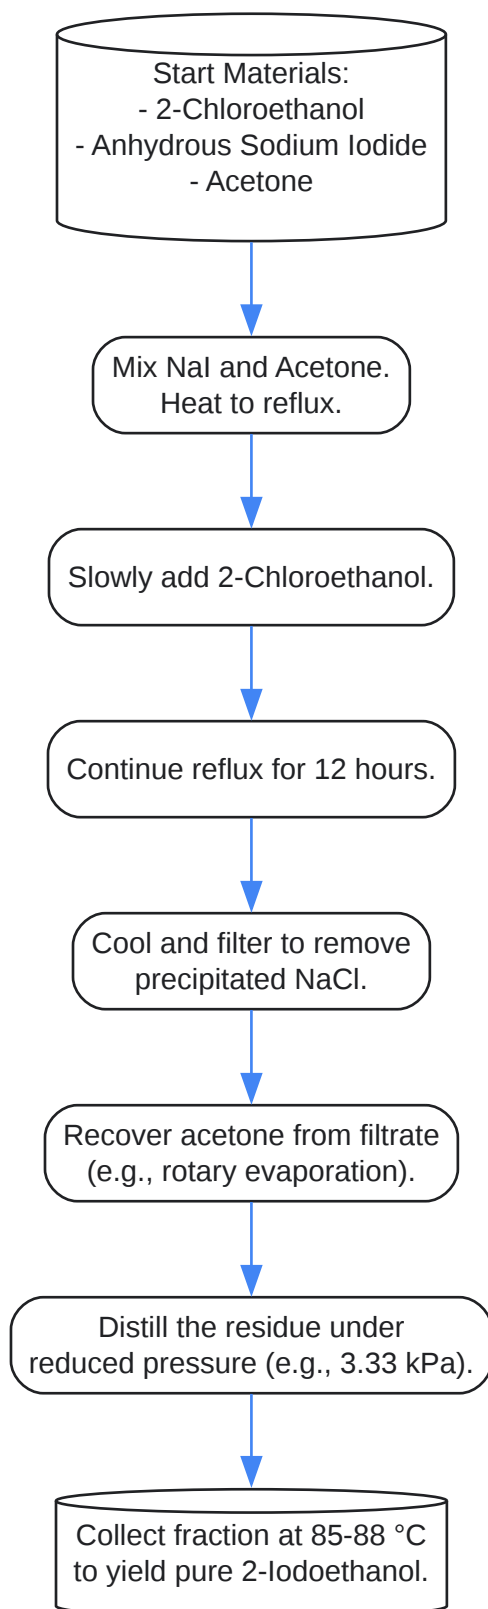 Start Materials:
- 2-Chloroethanol
- Anhydrous Sodium Iodide
- Acetone
Mix NaI and Acetone.
Heat to reflux.
Slowly add 2-Chloroethanol.
Continue reflux for 12 hours.
Cool and filter to remove
precipitated NaCl.
Recover acetone from filtrate
(e.g., rotary evaporation).
Distill the residue under
reduced pressure (e.g., 3.33 kPa).
Collect fraction at 85-88 °C
to yield pure 2-Iodoethanol.